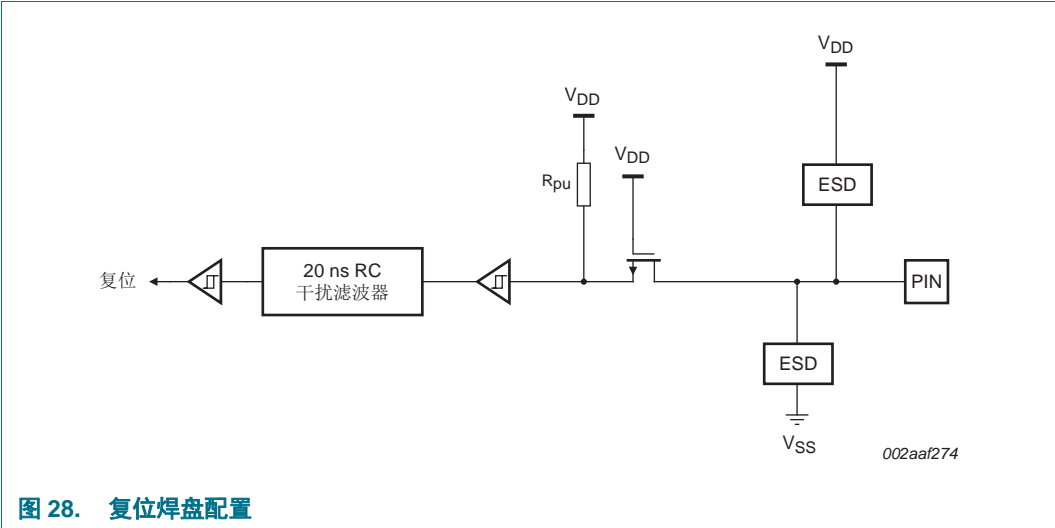 VDD
VDD
VDD
Rpu
ESD
复位
20 ns RC
干扰滤波器
PIN
ESD
VSS
002aaf274
图 28. 复位焊盘配置